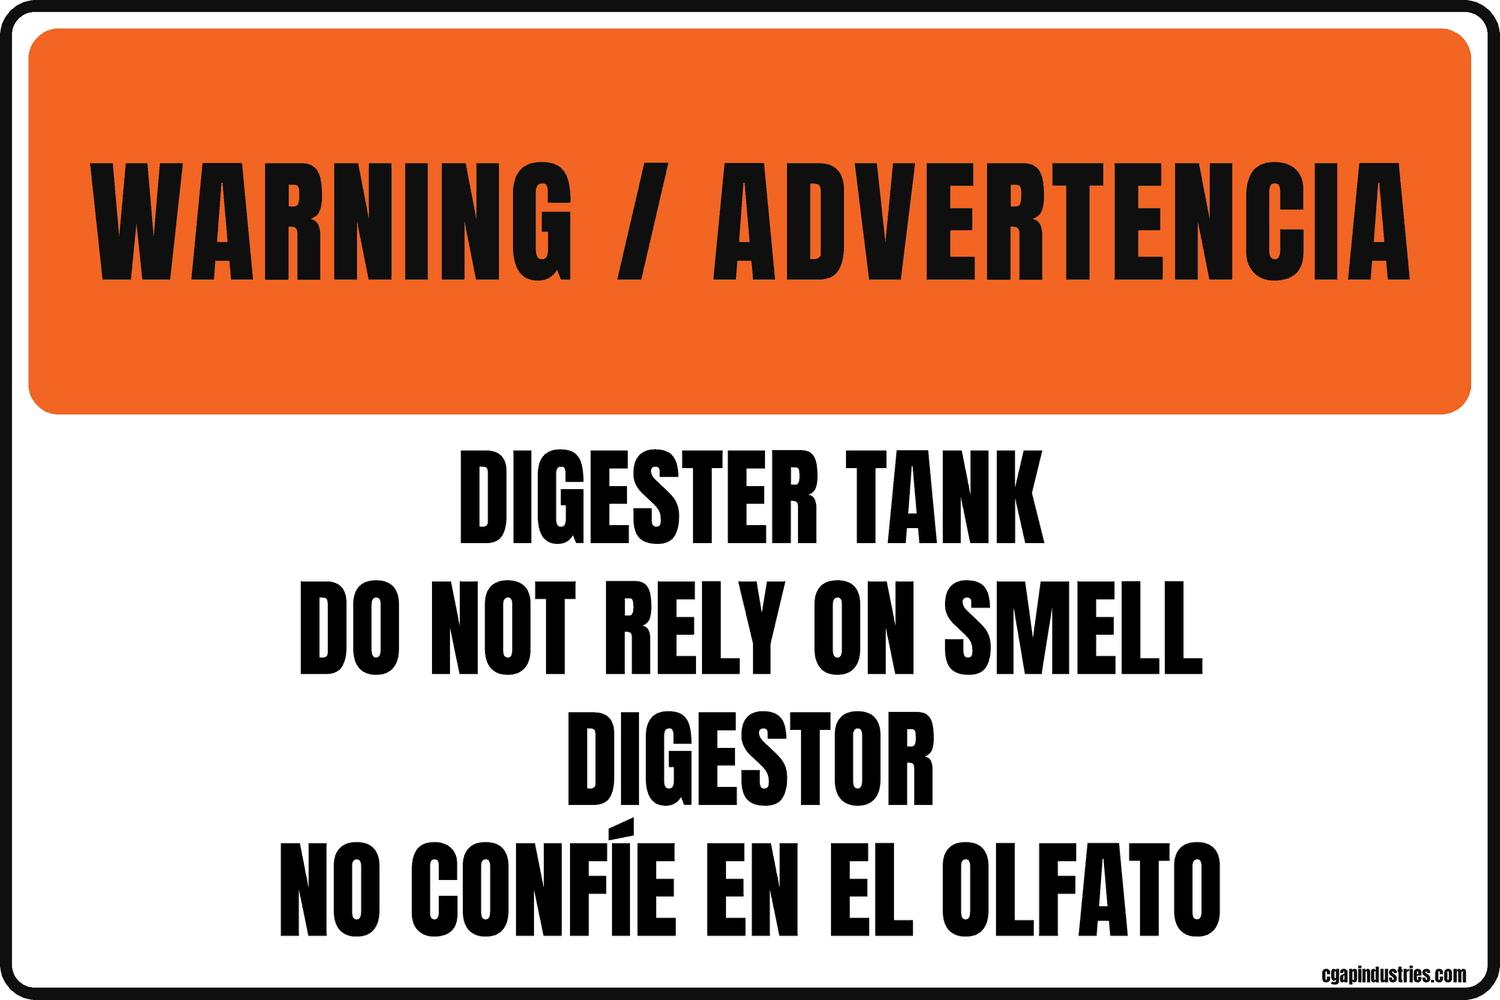 WARNING / ADVERTENCIA
DIGESTER TANK
DO NOT RELY ON SMELL
DIGESTOR
NO CONFÍE EN EL OLFATO
cgapindustries.com